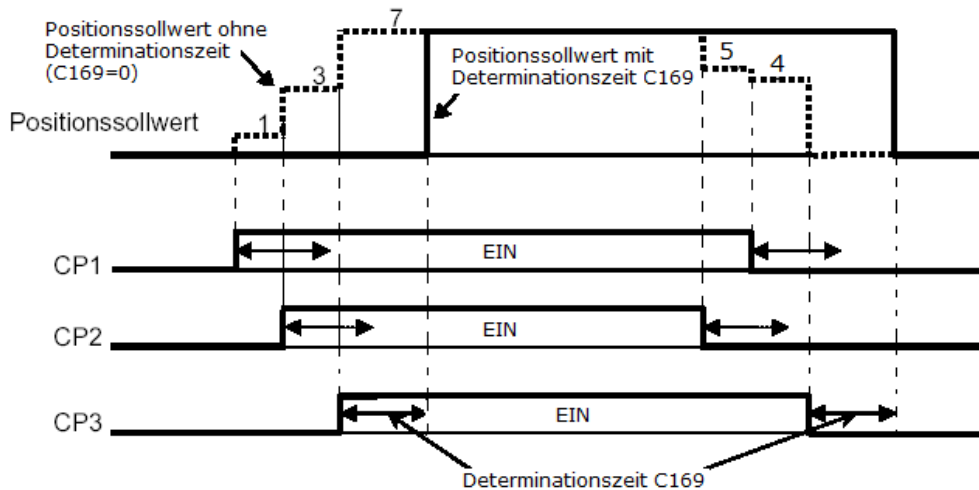 Positionssollwert ohne
Determinationszeit
(C169=0)
7
3
1
Positionssollwert mit
Determinationszeit C169
5
4
Positionssollwert
CP1
EIN
CP2
EIN
CP3
EIN
Determinationszeit C169